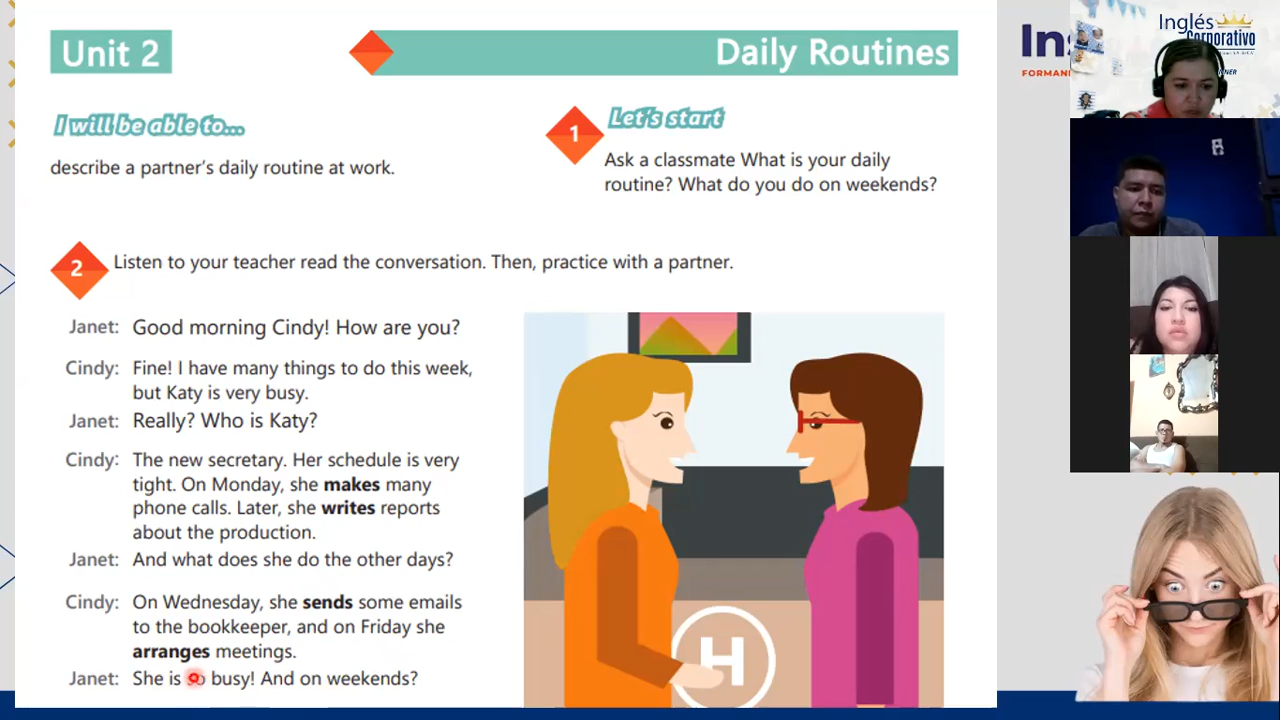 Unit 2
Daily Routines
I will be able to...
describe a partner's daily routine at work.
1
Let's start
Ask a classmate What is your daily
routine? What do you do on weekends?
2
Listen to your teacher read the conversation. Then, practice with a partner.
Janet: Good morning Cindy! How are you?
Cindy: Fine! I have many things to do this week,
but Katy is very busy.
Janet: Really? Who is Katy?
Cindy: The new secretary. Her schedule is very
tight. On Monday, she makes many
phone calls. Later, she writes reports
about the production.
Janet: And what does she do the other days?
Cindy: On Wednesday, she sends some emails
to the bookkeeper, and on Friday she
arranges meetings.
Janet: She is so busy! And on weekends?
H
Inglés
Corporativo